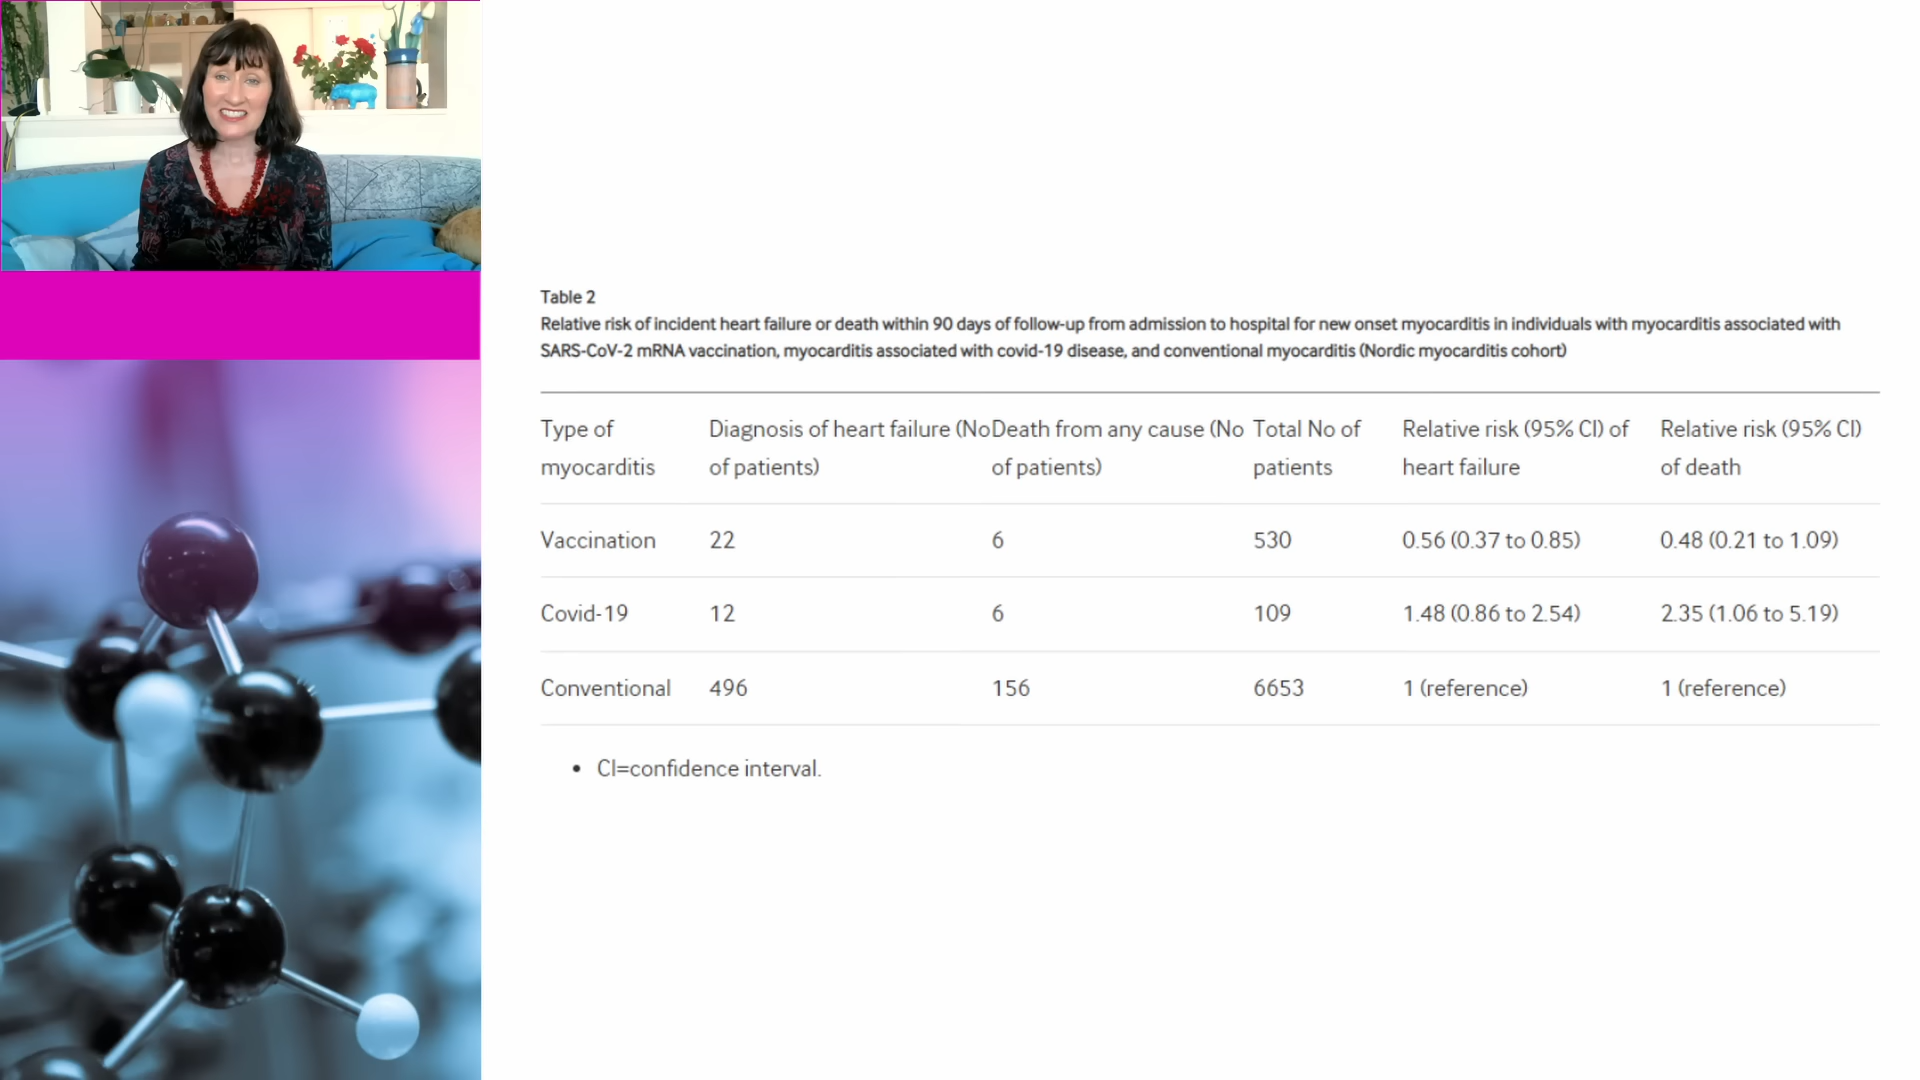 Table 2
Relative risk of incident heart failure or death within 90 days of follow-up from admission to hospital for new onset myocarditis in individuals with myocarditis associated with
SARS-CoV-2 mRNA vaccination, myocarditis associated with covid-19 disease, and conventional myocarditis (Nordic myocarditis cohort)
Type of myocarditis Diagnosis of heart failure (No of patients) Death from any cause (No of patients) Total No of patients Relative risk (95% CI) of heart failure Relative risk (95% CI) of death
Vaccination 22 6 530 0.56 (0.37 to 0.85) 0.48 (0.21 to 1.09)
Covid-19 12 6 109 1.48 (0.86 to 2.54) 2.35 (1.06 to 5.19)
Conventional 496 156 6653 1 (reference) 1 (reference)
• CI=confidence interval.